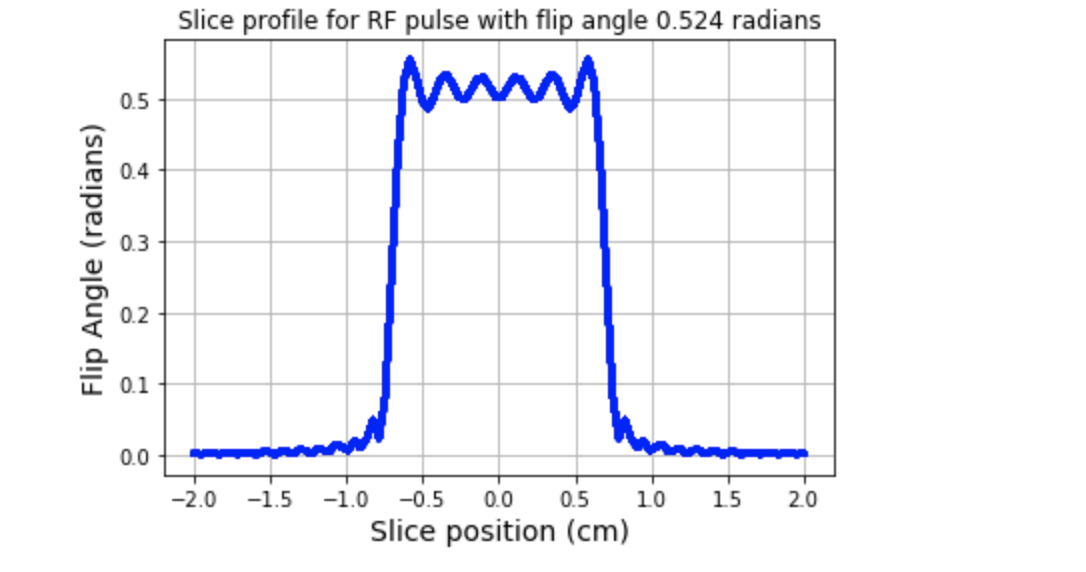 Slice profile for RF pulse with flip angle 0.524 radians
Flip Angle (radians)
0.5
0.4
0.3
0.2
0.1
0.0
−2.0 −1.5 −1.0 −0.5 0.0 0.5 1.0 1.5 2.0
Slice position (cm)